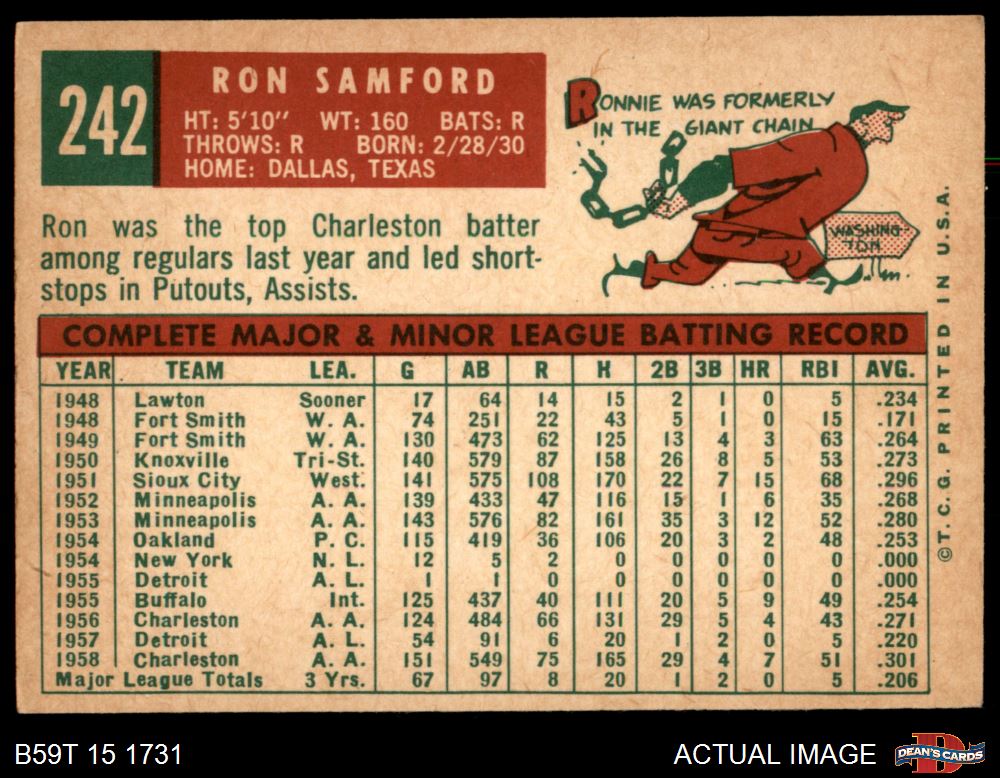 242
RON SAMFORD
HT: 5'10" WT: 160 BATS: R
THROWS: R BORN: 2/28/30
HOME: DALLAS, TEXAS
RONNIE WAS FORMERLY
IN THE GIANT CHAIN
WASHING-
TON
Ron was the top Charleston batter
among regulars last year and led short-
stops in Putouts, Assists.
COMPLETE MAJOR & MINOR LEAGUE BATTING RECORD
YEAR TEAM LEA. G AB R H 2B 3B HR RBI AVG.
1948 Lawton Sooner 17 64 14 15 2 1 0 5 .234
1948 Fort Smith W. A. 74 251 22 43 5 1 0 15 .171
1949 Fort Smith W. A. 130 473 62 125 13 4 3 63 .264
1950 Knoxville Tri-St. 140 579 87 158 26 8 5 53 .273
1951 Sioux City West. 141 575 108 170 22 7 15 68 .296
1952 Minneapolis A. A. 139 433 47 116 15 1 6 35 .268
1953 Minneapolis A. A. 143 576 82 161 35 3 12 52 .280
1954 Oakland P. C. 115 419 36 106 20 3 2 48 .253
1954 New York N. L. 12 5 2 0 0 0 0 0 .000
1955 Detroit A. L. 1 1 0 0 0 0 0 0 .000
1955 Buffalo Int. 125 437 40 111 20 5 9 49 .254
1956 Charleston A. A. 124 484 66 131 29 5 4 43 .271
1957 Detroit A. L. 54 91 6 20 1 2 0 5 .220
1958 Charleston A. A. 151 549 75 165 29 4 7 51 .301
Major League Totals 3 Yrs. 67 97 8 20 1 2 0 5 .206
©T. C. G. PRINTED IN U.S.A.
B59T 15 1731
ACTUAL IMAGE
D
DEAN'S CARDS